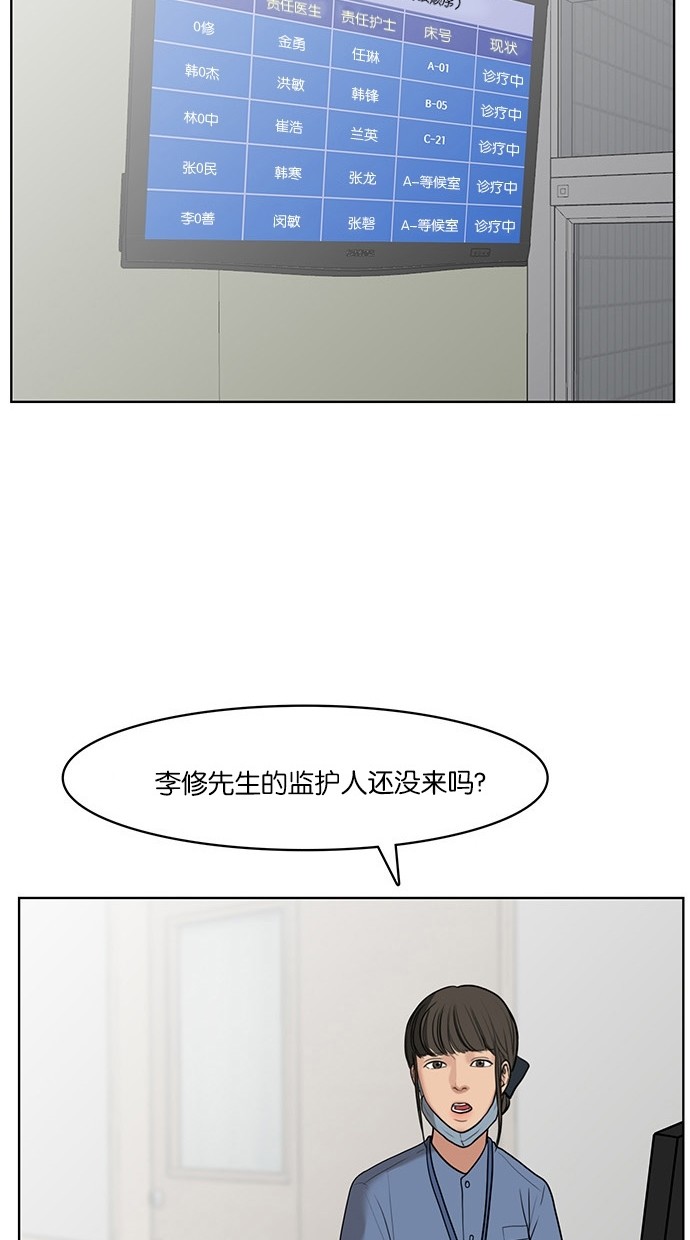 责任医生 责任护士 床号 现状
0修 金勇 任琳 A-01 诊疗中
韩0杰 洪敏 韩锋 B-05 诊疗中
林0中 崔浩 兰英 C-21 诊疗中
张0民 韩寒 张龙 A-等候室 诊疗中
李0善 闵敏 张磬 A-等候室 诊疗中
李修先生的监护人还没来吗?